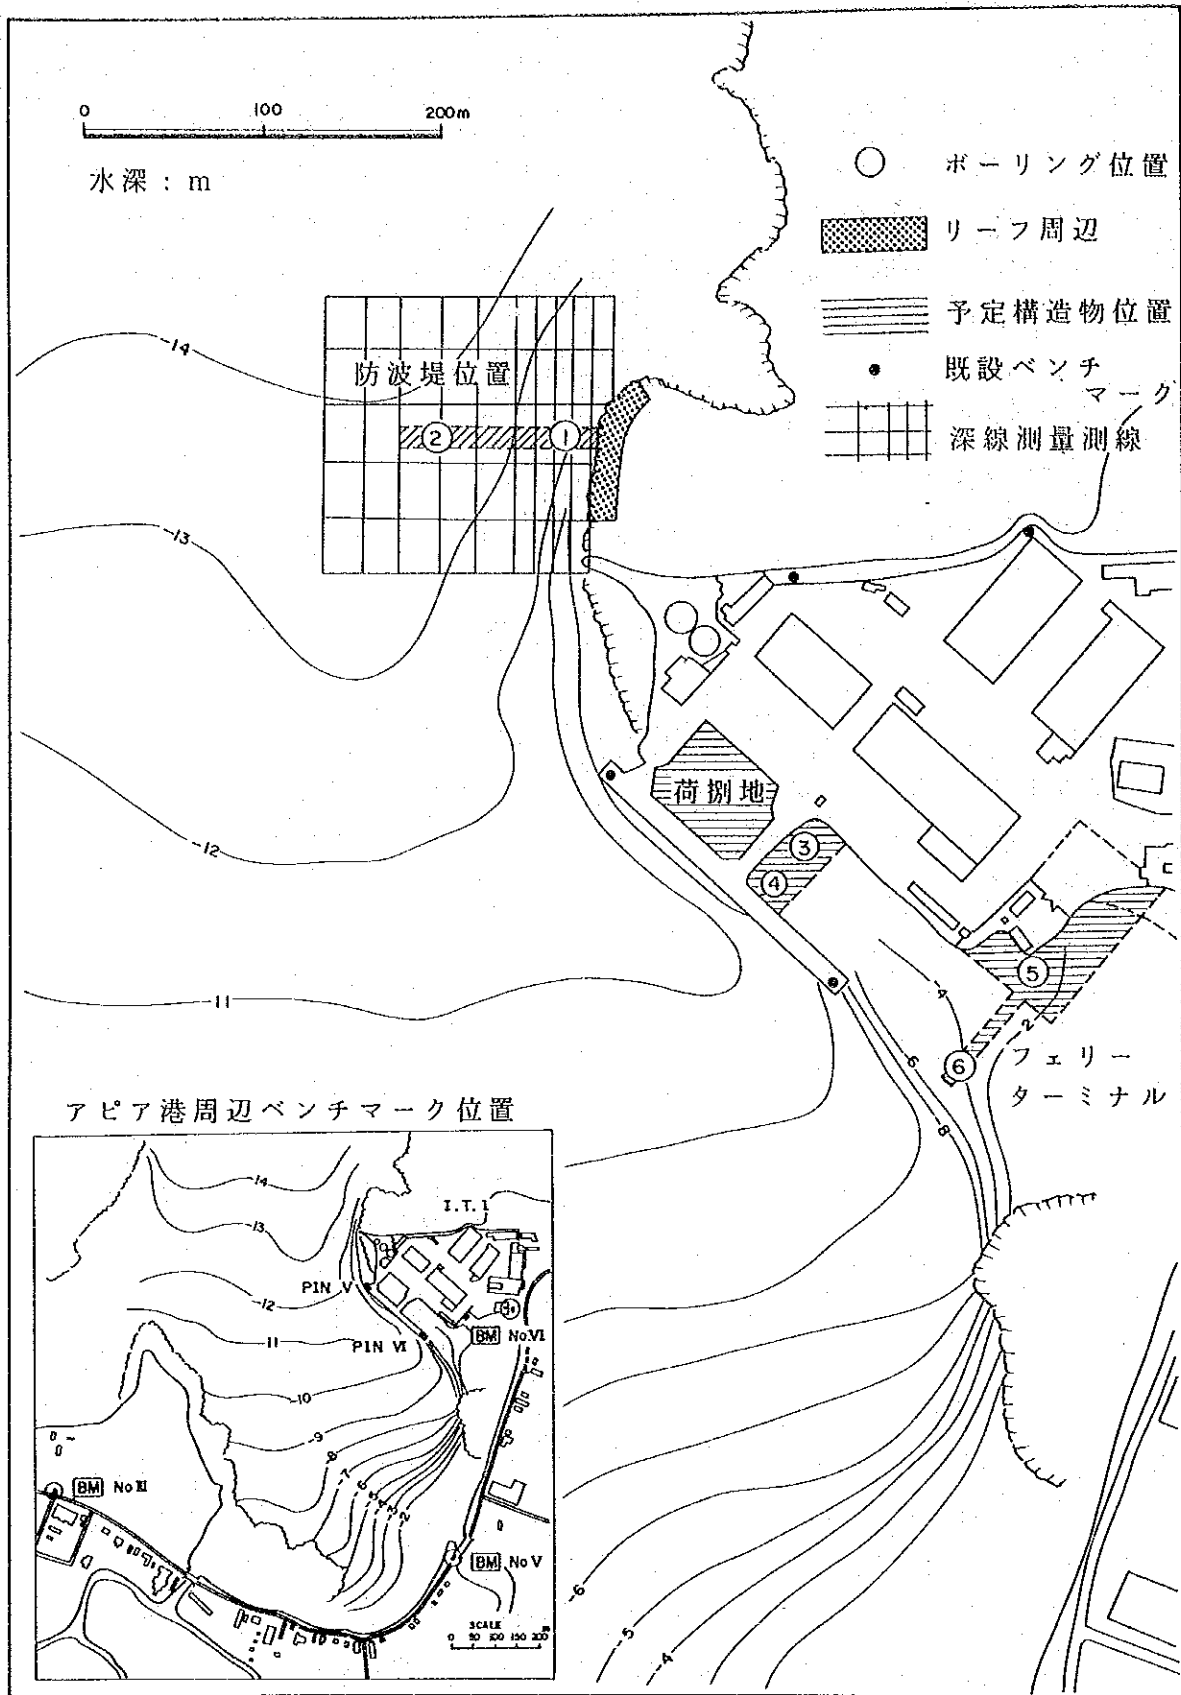 0 100 200m
水深：m
ボーリング位置
リーフ周辺
予定構造物位置
既設ベンチ
マーク
深線測量測線
-14
防波堤位置
② ①
-13
-12
荷捌地
③
④
-11
⑤
-4
-2
⑥
-6
-8
フェリー
ターミナル
-6
-5
-4
アピア港周辺ベンチマーク位置
-14
I.T.1
-13
PIN V
-12
-11
PIN VI
BM No.VI
-10
-9
-8
-7
-6
-5
-4
-3
-2
BM No III
BM No V
SCALE
0 50 100 150 200